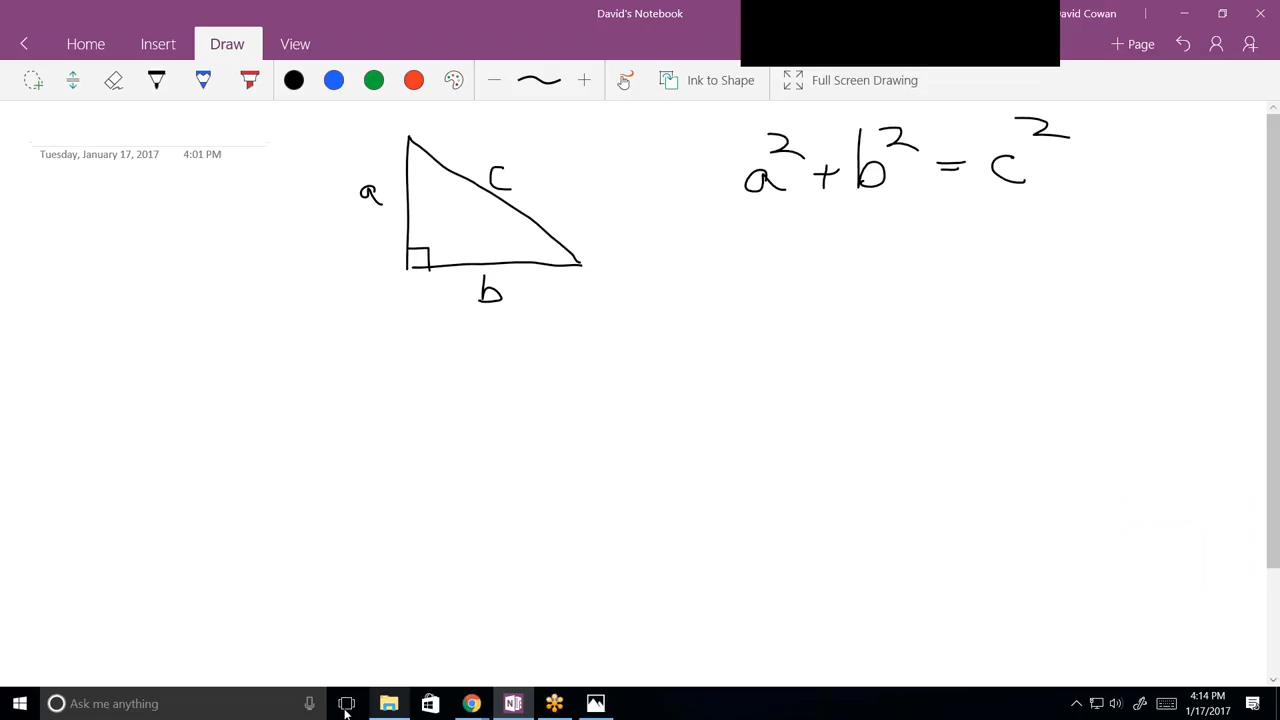 David's Notebook
David Cowan
Home Insert Draw View
Page
Ink to Shape Full Screen Drawing
Tuesday, January 17, 2017 4:01 PM
a² + b² = c²
c
a
b
Ask me anything
N
4:14 PM
1/17/2017